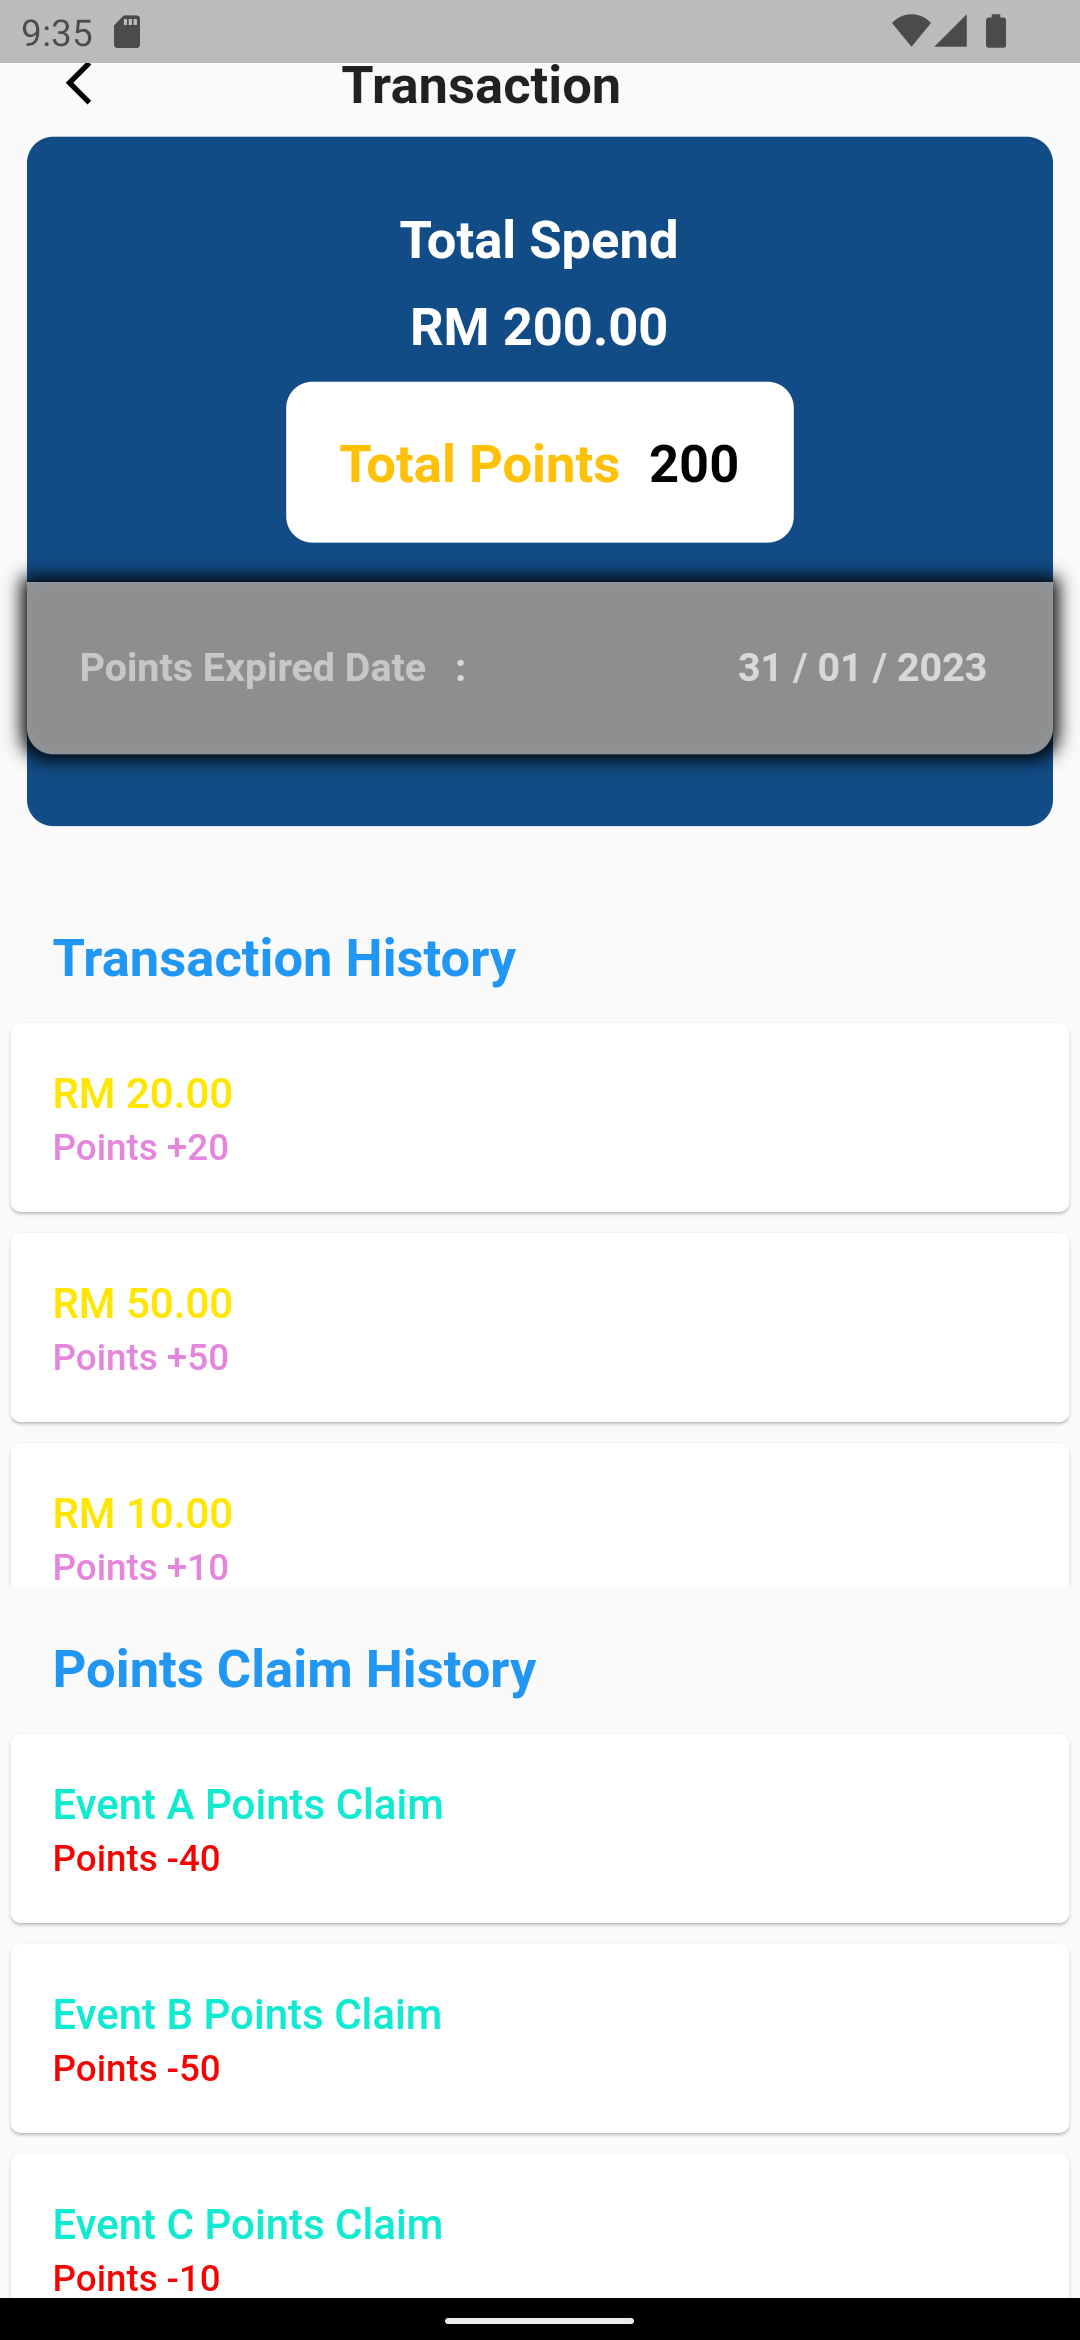 9:35
Transaction
Total Spend
RM 200.00
Total Points 200
Points Expired Date : 31 / 01 / 2023
Transaction History
RM 20.00
Points +20
RM 50.00
Points +50
RM 10.00
Points +10
Points Claim History
Event A Points Claim
Points -40
Event B Points Claim
Points -50
Event C Points Claim
Points -10